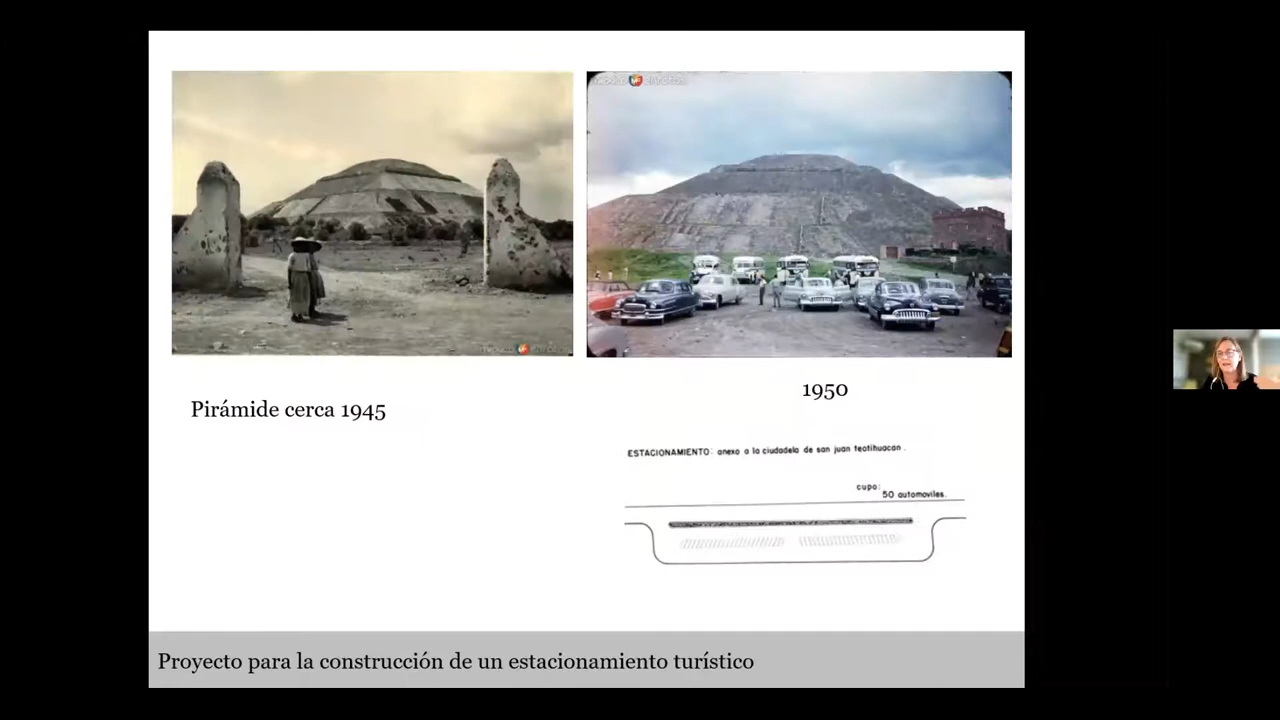 Pirámide cerca 1945
1950
ESTACIONAMIENTO: anexo a la ciudadela de san juan teotihuacan .
cupo:
50 automoviles.
Proyecto para la construcción de un estacionamiento turístico